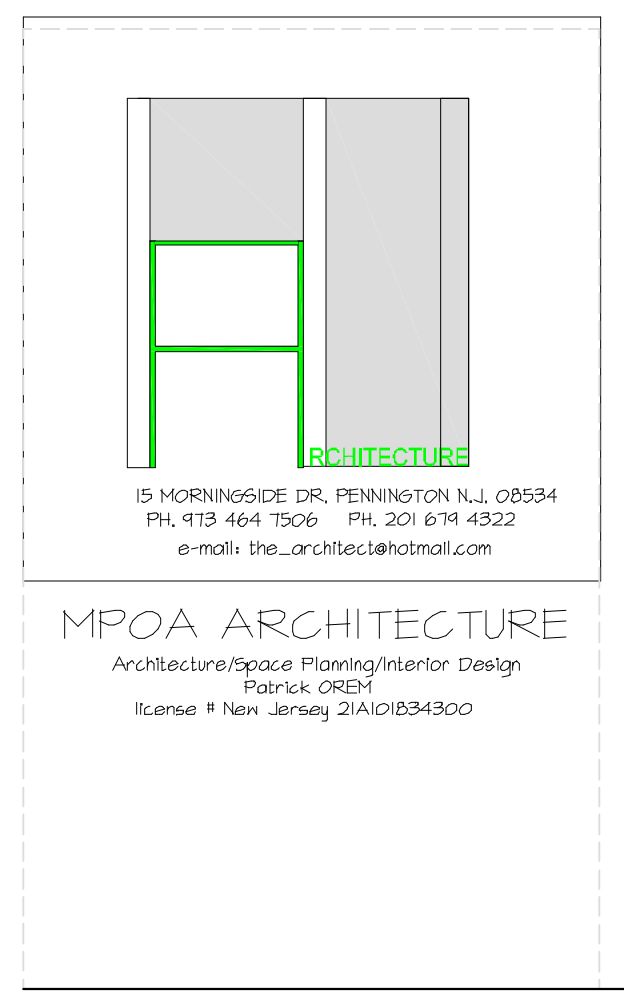 RCHITECTURE
15 MORNINGSIDE DR. PENNINGTON N.J. 08534
PH. 973 464 7506 PH. 201 679 4322
e-mail: the_architect@hotmail.com
MPOA ARCHITECTURE
Architecture/Space Planning/Interior Design
Patrick OREM
license # New Jersey 21AI01834300